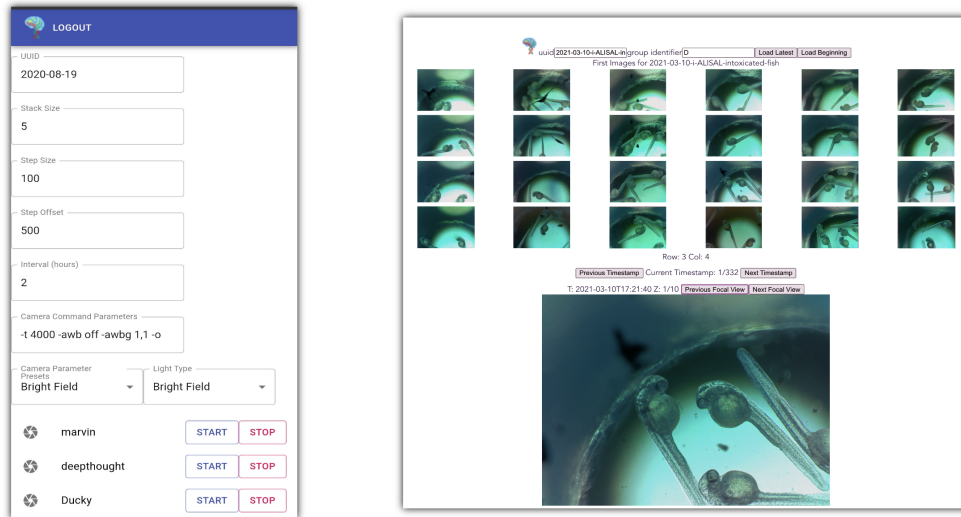 LOGOUT
UUID
2020-08-19
Stack Size
5
Step Size
100
Step Offset
500
Interval (hours)
2
Camera Command Parameters
-t 4000 -awb off -awbg 1,1 -o
Camera Parameter
Presets
Bright Field
Light Type
Bright Field
marvin START STOP
deepthought START STOP
Ducky START STOP
uuid 2021-03-10-i-ALISAL-in group identifier D Load Latest Load Beginning
First Images for 2021-03-10-i-ALISAL-intoxicated-fish
Row: 3 Col: 4
Previous Timestamp Current Timestamp: 1/332 Next Timestamp
T: 2021-03-10T17:21:40 Z: 1/10 Previous Focal View Next Focal View